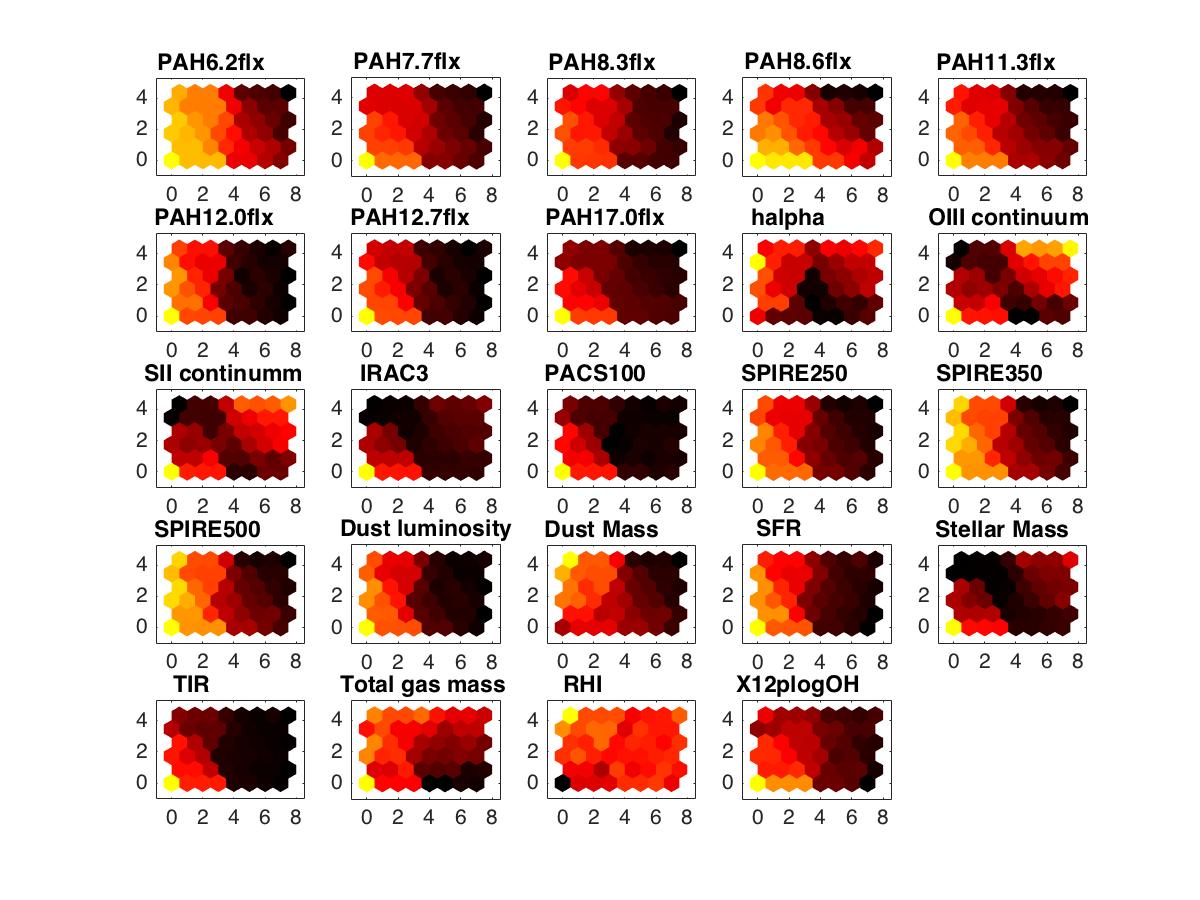 PAH6.2flx PAH7.7flx PAH8.3flx PAH8.6flx PAH11.3flx
4 4 4 4 4
2 2 2 2 2
0 0 0 0 0
0 2 4 6 8 0 2 4 6 8 0 2 4 6 8 0 2 4 6 8 0 2 4 6 8
PAH12.0flx PAH12.7flx PAH17.0flx halpha OIII continuum
4 4 4 4 4
2 2 2 2 2
0 0 0 0 0
0 2 4 6 8 0 2 4 6 8 0 2 4 6 8 0 2 4 6 8 0 2 4 6 8
SII continumm IRAC3 PACS100 SPIRE250 SPIRE350
4 4 4 4 4
2 2 2 2 2
0 0 0 0 0
0 2 4 6 8 0 2 4 6 8 0 2 4 6 8 0 2 4 6 8 0 2 4 6 8
SPIRE500 Dust luminosity Dust Mass SFR Stellar Mass
4 4 4 4 4
2 2 2 2 2
0 0 0 0 0
0 2 4 6 8 0 2 4 6 8 0 2 4 6 8 0 2 4 6 8 0 2 4 6 8
TIR Total gas mass RHI X12plogOH
4 4 4 4
2 2 2 2
0 0 0 0
0 2 4 6 8 0 2 4 6 8 0 2 4 6 8 0 2 4 6 8